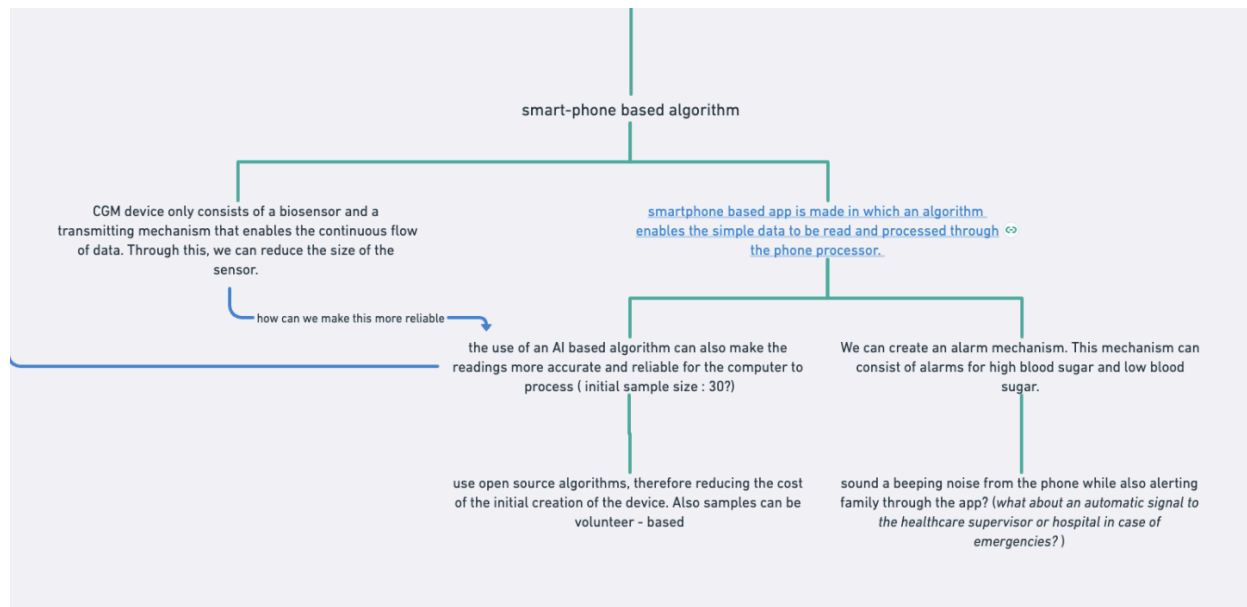 smart-phone based algorithm
CGM device only consists of a biosensor and a
transmitting mechanism that enables the continuous flow
of data. Through this, we can reduce the size of the
sensor.
smartphone based app is made in which an algorithm
enables the simple data to be read and processed through
the phone processor.
how can we make this more reliable
the use of an AI based algorithm can also make the
readings more accurate and reliable for the computer to
process ( initial sample size : 30?)
We can create an alarm mechanism. This mechanism can
consist of alarms for high blood sugar and low blood
sugar.
use open source algorithms, therefore reducing the cost
of the initial creation of the device. Also samples can be
volunteer - based
sound a beeping noise from the phone while also alerting
family through the app? (what about an automatic signal to
the healthcare supervisor or hospital in case of
emergencies? )